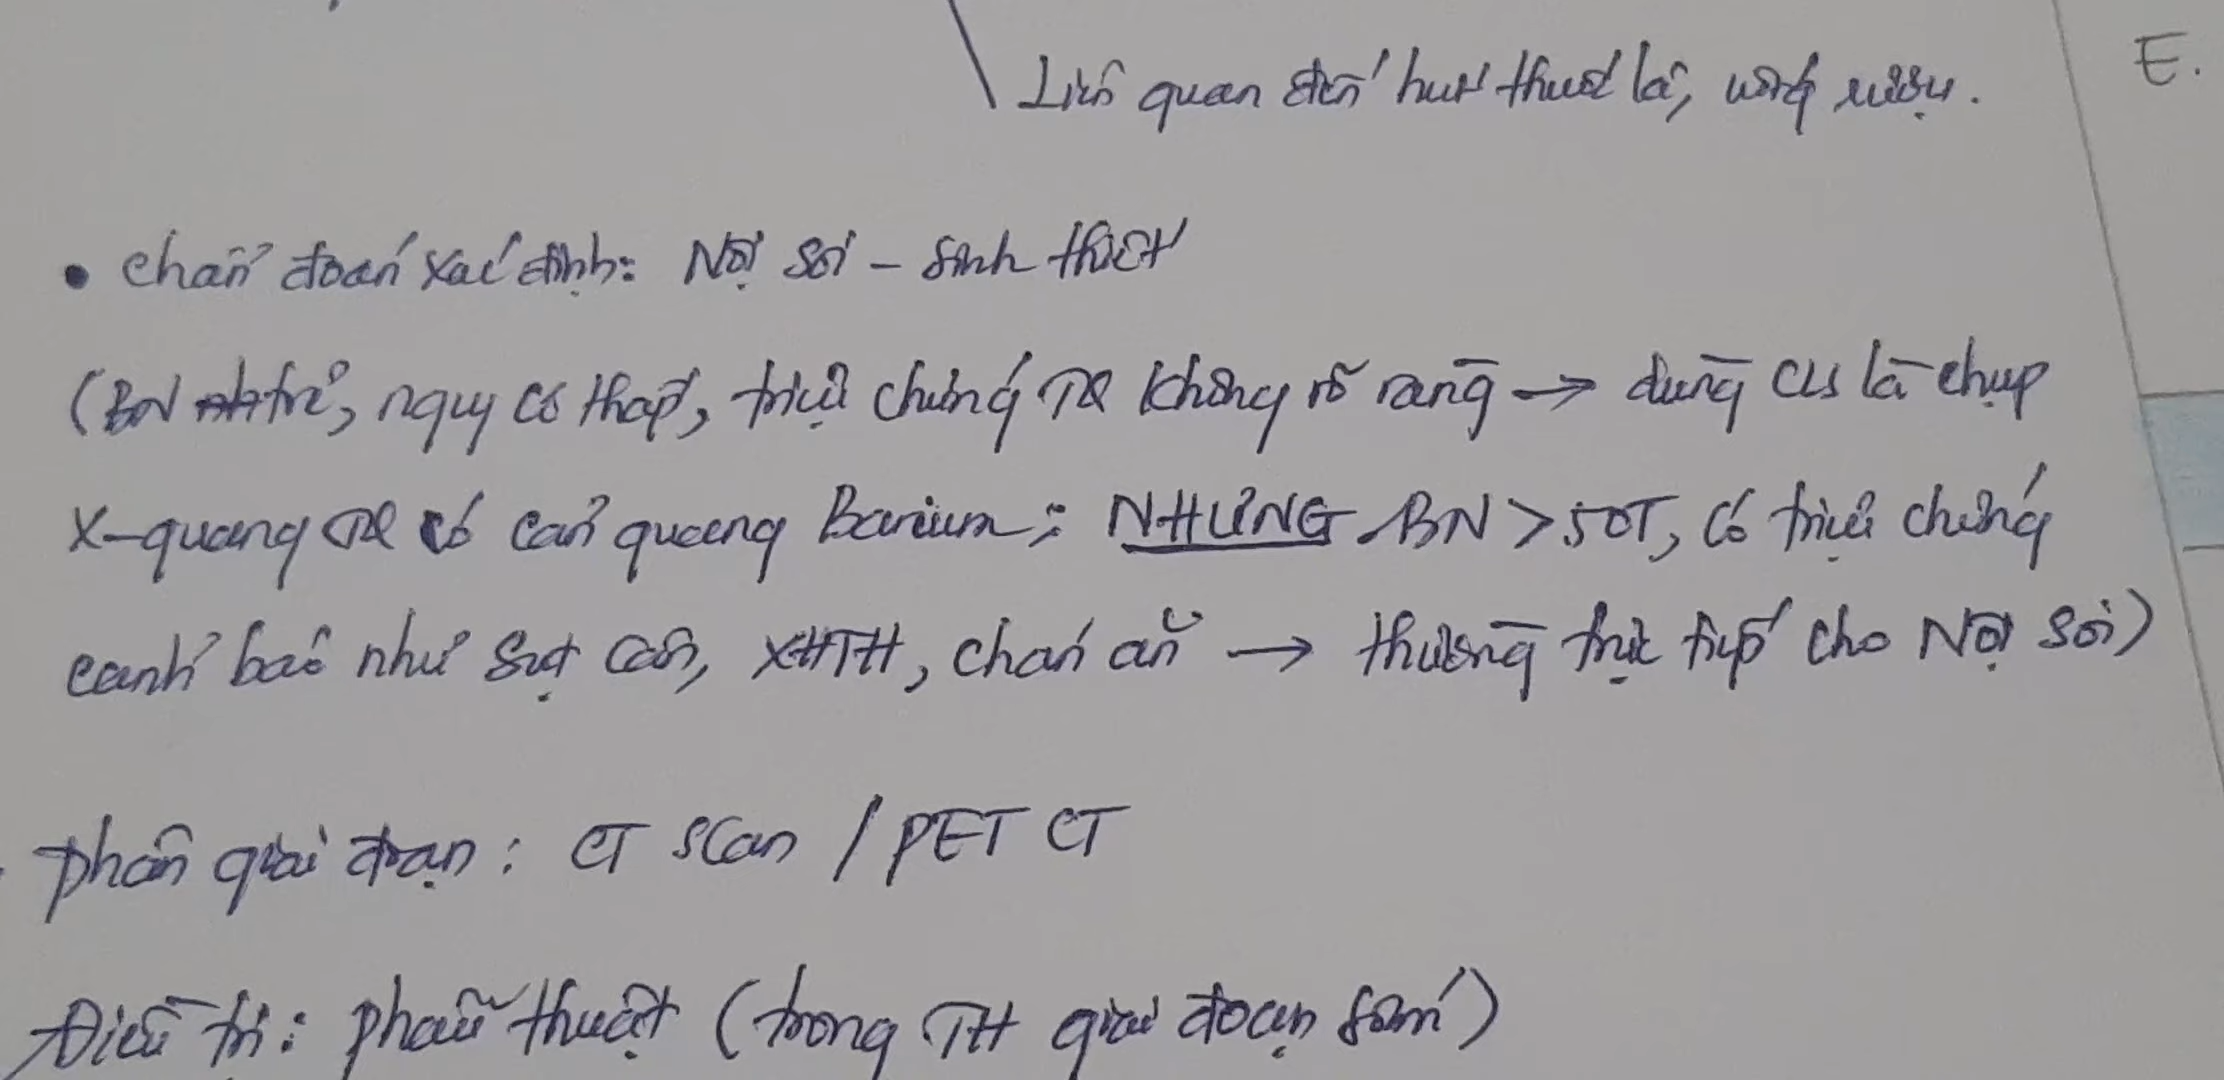 Liên quan đến hút thuốc lá, uống rượu.
E.
• Chẩn đoán xác định: Nội soi - Sinh thiết
(BN trẻ, nguy cơ thấp, triệu chứng TQ không rõ ràng → dùng CLS là chụp
X-quang TQ có cản quang Barium; NHƯNG BN > 50T, có triệu chứng
cảnh báo như sụt cân, XHTH, chán ăn → thường trực tiếp cho Nội soi)
Phân giai đoạn: CT scan / PET CT
Điều trị: phẫu thuật (trong TH giai đoạn sớm)